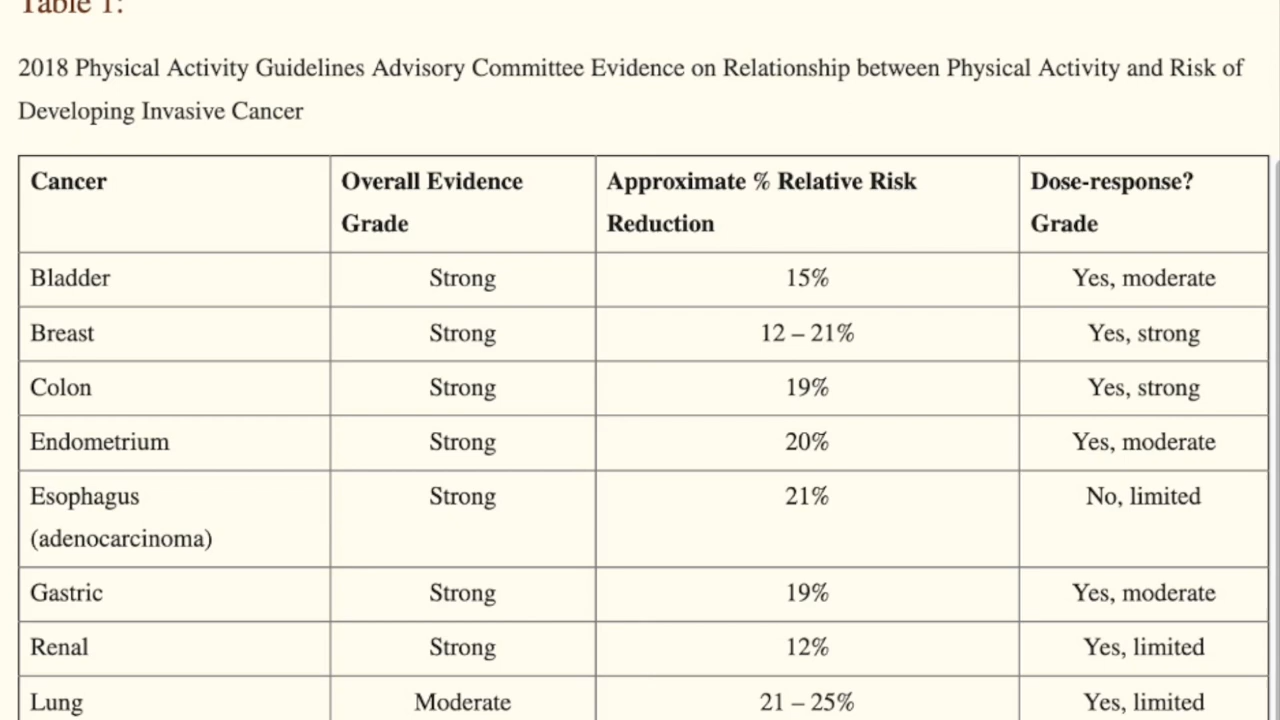 Table 1:
2018 Physical Activity Guidelines Advisory Committee Evidence on Relationship between Physical Activity and Risk of
Developing Invasive Cancer
Cancer Overall Evidence Grade Approximate % Relative Risk Reduction Dose-response? Grade
Bladder Strong 15% Yes, moderate
Breast Strong 12 – 21% Yes, strong
Colon Strong 19% Yes, strong
Endometrium Strong 20% Yes, moderate
Esophagus (adenocarcinoma) Strong 21% No, limited
Gastric Strong 19% Yes, moderate
Renal Strong 12% Yes, limited
Lung Moderate 21 – 25% Yes, limited